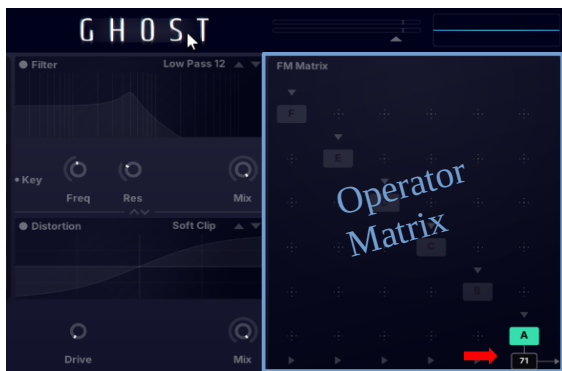 GHOST
Filter
Low Pass 12
FM Matrix
F
E
Key
Freq
Res
Mix
Operator
Matrix
Distortion
Soft Clip
C
B
A
Drive
Mix
71